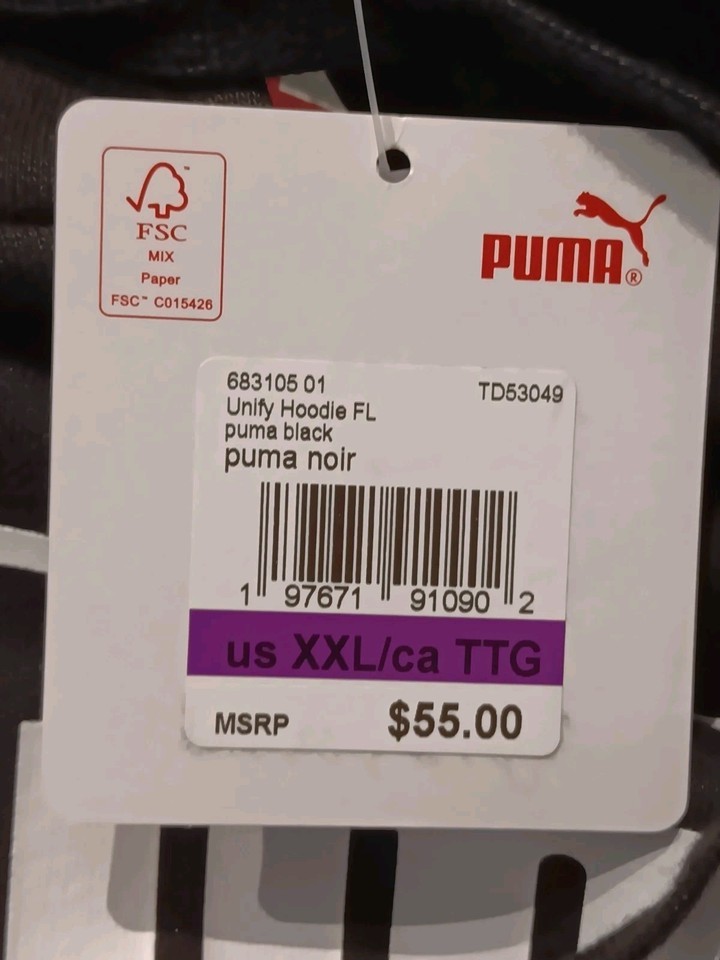 FSC™
MIX
Paper
FSC™ C015426
PUMA®
683105 01 TD53049
Unify Hoodie FL
puma black
puma noir
1 97671 91090 2
us XXL/ca TTG
MSRP $55.00